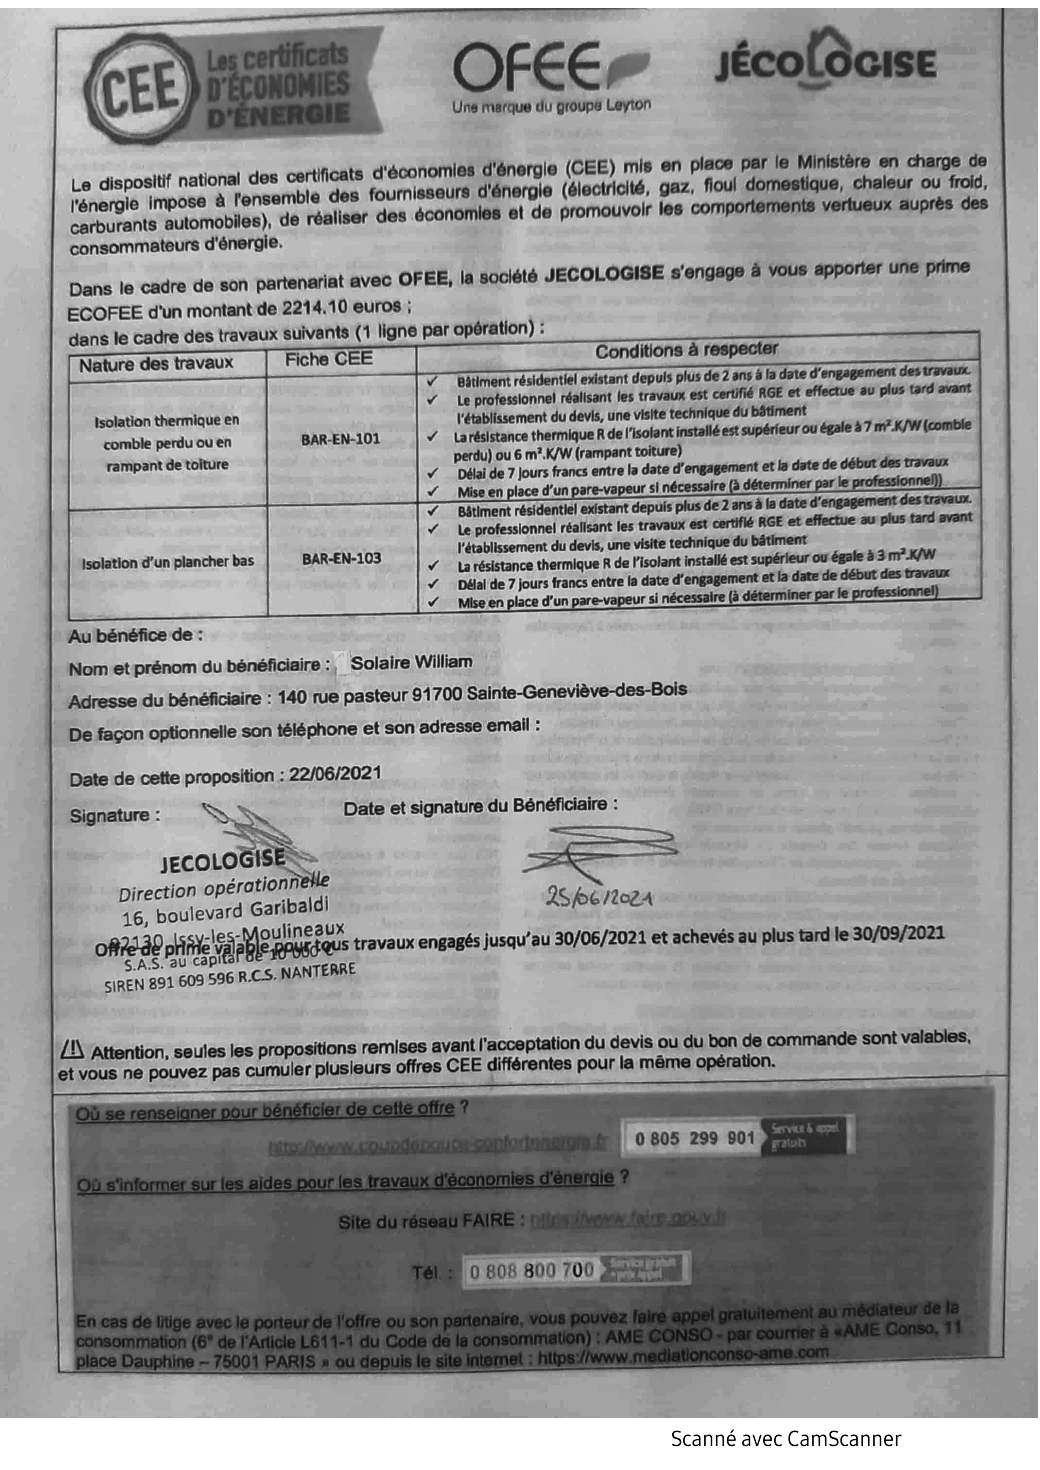 CEE
Les certificats
D'ÉCONOMIES
D'ÉNERGIE
OFEE
Une marque du groupe Leyton
JÉCOLOGISE
Le dispositif national des certificats d'économies d'énergie (CEE) mis en place par le Ministère en charge de
l'énergie impose à l'ensemble des fournisseurs d'énergie (électricité, gaz, fioul domestique, chaleur ou froid,
carburants automobiles), de réaliser des économies et de promouvoir les comportements vertueux auprès des
consommateurs d'énergie.
Dans le cadre de son partenariat avec OFEE, la société JECOLOGISE s'engage à vous apporter une prime
ECOFEE d'un montant de 2214.10 euros ;
dans le cadre des travaux suivants (1 ligne par opération) :
Nature des travaux
Fiche CEE
Conditions à respecter
Isolation thermique en
comble perdu ou en
rampant de toiture
BAR-EN-101
✓ Bâtiment résidentiel existant depuis plus de 2 ans à la date d'engagement des travaux.
✓ Le professionnel réalisant les travaux est certifié RGE et effectue au plus tard avant
l'établissement du devis, une visite technique du bâtiment
✓ La résistance thermique R de l'isolant installé est supérieur ou égale à 7 m².K/W (comble
perdu) ou 6 m².K/W (rampant toiture)
✓ Délai de 7 jours francs entre la date d'engagement et la date de début des travaux
✓ Mise en place d'un pare-vapeur si nécessaire (à déterminer par le professionnel))
Isolation d'un plancher bas
BAR-EN-103
✓ Bâtiment résidentiel existant depuis plus de 2 ans à la date d'engagement des travaux.
✓ Le professionnel réalisant les travaux est certifié RGE et effectue au plus tard avant
l'établissement du devis, une visite technique du bâtiment
✓ La résistance thermique R de l'isolant installé est supérieur ou égale à 3 m².K/W
✓ Délai de 7 jours francs entre la date d'engagement et la date de début des travaux
✓ Mise en place d'un pare-vapeur si nécessaire (à déterminer par le professionnel)
Au bénéfice de :
Nom et prénom du bénéficiaire : Solaire William
Adresse du bénéficiaire : 140 rue pasteur 91700 Sainte-Geneviève-des-Bois
De façon optionnelle son téléphone et son adresse email :
Date de cette proposition : 22/06/2021
Signature :
Date et signature du Bénéficiaire :
JECOLOGISE
Direction opérationnelle
16, boulevard Garibaldi
92130 Issy-les-Moulineaux
S.A.S. au capital de 10 000 €
SIREN 891 609 596 R.C.S. NANTERRE
25/06/2021
Offre de prime valable pour tous travaux engagés jusqu'au 30/06/2021 et achevés au plus tard le 30/09/2021
⚠ Attention, seules les propositions remises avant l'acceptation du devis ou du bon de commande sont valables,
et vous ne pouvez pas cumuler plusieurs offres CEE différentes pour la même opération.
Où se renseigner pour bénéficier de cette offre ?
http://www.coupdepouce-confortenergie.fr
0 805 299 901
Service & appel
gratuits
Où s'informer sur les aides pour les travaux d'économies d'énergie ?
Site du réseau FAIRE : https://www.faire.gouv.fr
Tél. : 0 808 800 700
Service gratuit
+ prix appel
En cas de litige avec le porteur de l'offre ou son partenaire, vous pouvez faire appel gratuitement au médiateur de la
consommation (6° de l'Article L611-1 du Code de la consommation) : AME CONSO - par courrier à «AME Conso, 11
place Dauphine – 75001 PARIS » ou depuis le site internet : https://www.mediationconso-ame.com
Scanné avec CamScanner